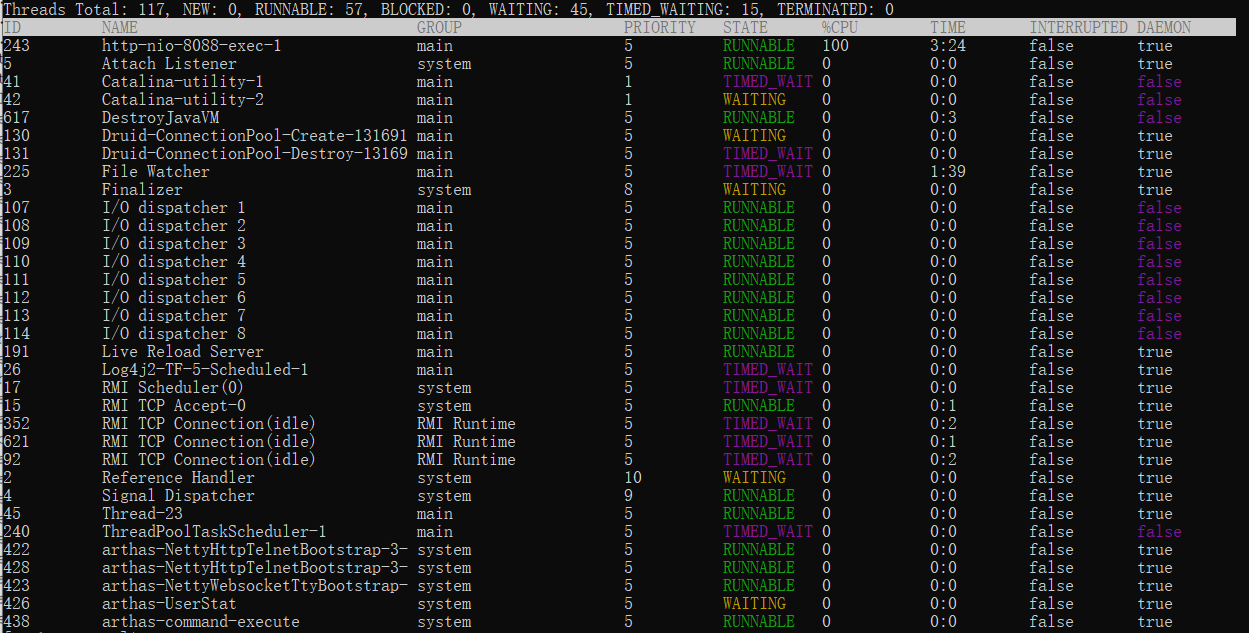 Threads Total: 117, NEW: 0, RUNNABLE: 57, BLOCKED: 0, WAITING: 45, TIMED_WAITING: 15, TERMINATED: 0
ID NAME GROUP PRIORITY STATE %CPU TIME INTERRUPTED DAEMON
243 http-nio-8088-exec-1 main 5 RUNNABLE 100 3:24 false true
5 Attach Listener system 5 RUNNABLE 0 0:0 false true
41 Catalina-utility-1 main 1 TIMED_WAIT 0 0:0 false false
42 Catalina-utility-2 main 1 WAITING 0 0:0 false false
617 DestroyJavaVM main 5 RUNNABLE 0 0:3 false false
130 Druid-ConnectionPool-Create-131691 main 5 WAITING 0 0:0 false true
131 Druid-ConnectionPool-Destroy-13169 main 5 TIMED_WAIT 0 0:0 false true
225 File Watcher main 5 TIMED_WAIT 0 1:39 false true
3 Finalizer system 8 WAITING 0 0:0 false true
107 I/O dispatcher 1 main 5 RUNNABLE 0 0:0 false false
108 I/O dispatcher 2 main 5 RUNNABLE 0 0:0 false false
109 I/O dispatcher 3 main 5 RUNNABLE 0 0:0 false false
110 I/O dispatcher 4 main 5 RUNNABLE 0 0:0 false false
111 I/O dispatcher 5 main 5 RUNNABLE 0 0:0 false false
112 I/O dispatcher 6 main 5 RUNNABLE 0 0:0 false false
113 I/O dispatcher 7 main 5 RUNNABLE 0 0:0 false false
114 I/O dispatcher 8 main 5 RUNNABLE 0 0:0 false false
191 Live Reload Server main 5 RUNNABLE 0 0:0 false true
26 Log4j2-TF-5-Scheduled-1 main 5 TIMED_WAIT 0 0:0 false true
17 RMI Scheduler(0) system 5 TIMED_WAIT 0 0:0 false true
15 RMI TCP Accept-0 system 5 RUNNABLE 0 0:1 false true
352 RMI TCP Connection(idle) RMI Runtime 5 TIMED_WAIT 0 0:2 false true
621 RMI TCP Connection(idle) RMI Runtime 5 TIMED_WAIT 0 0:1 false true
92 RMI TCP Connection(idle) RMI Runtime 5 TIMED_WAIT 0 0:2 false true
2 Reference Handler system 10 WAITING 0 0:0 false true
4 Signal Dispatcher system 9 RUNNABLE 0 0:0 false true
45 Thread-23 main 5 RUNNABLE 0 0:0 false true
240 ThreadPoolTaskScheduler-1 main 5 TIMED_WAIT 0 0:0 false false
422 arthas-NettyHttpTelnetBootstrap-3- system 5 RUNNABLE 0 0:0 false true
428 arthas-NettyHttpTelnetBootstrap-3- system 5 RUNNABLE 0 0:0 false true
423 arthas-NettyWebsocketTtyBootstrap- system 5 RUNNABLE 0 0:0 false true
426 arthas-UserStat system 5 WAITING 0 0:0 false true
438 arthas-command-execute system 5 RUNNABLE 0 0:0 false true